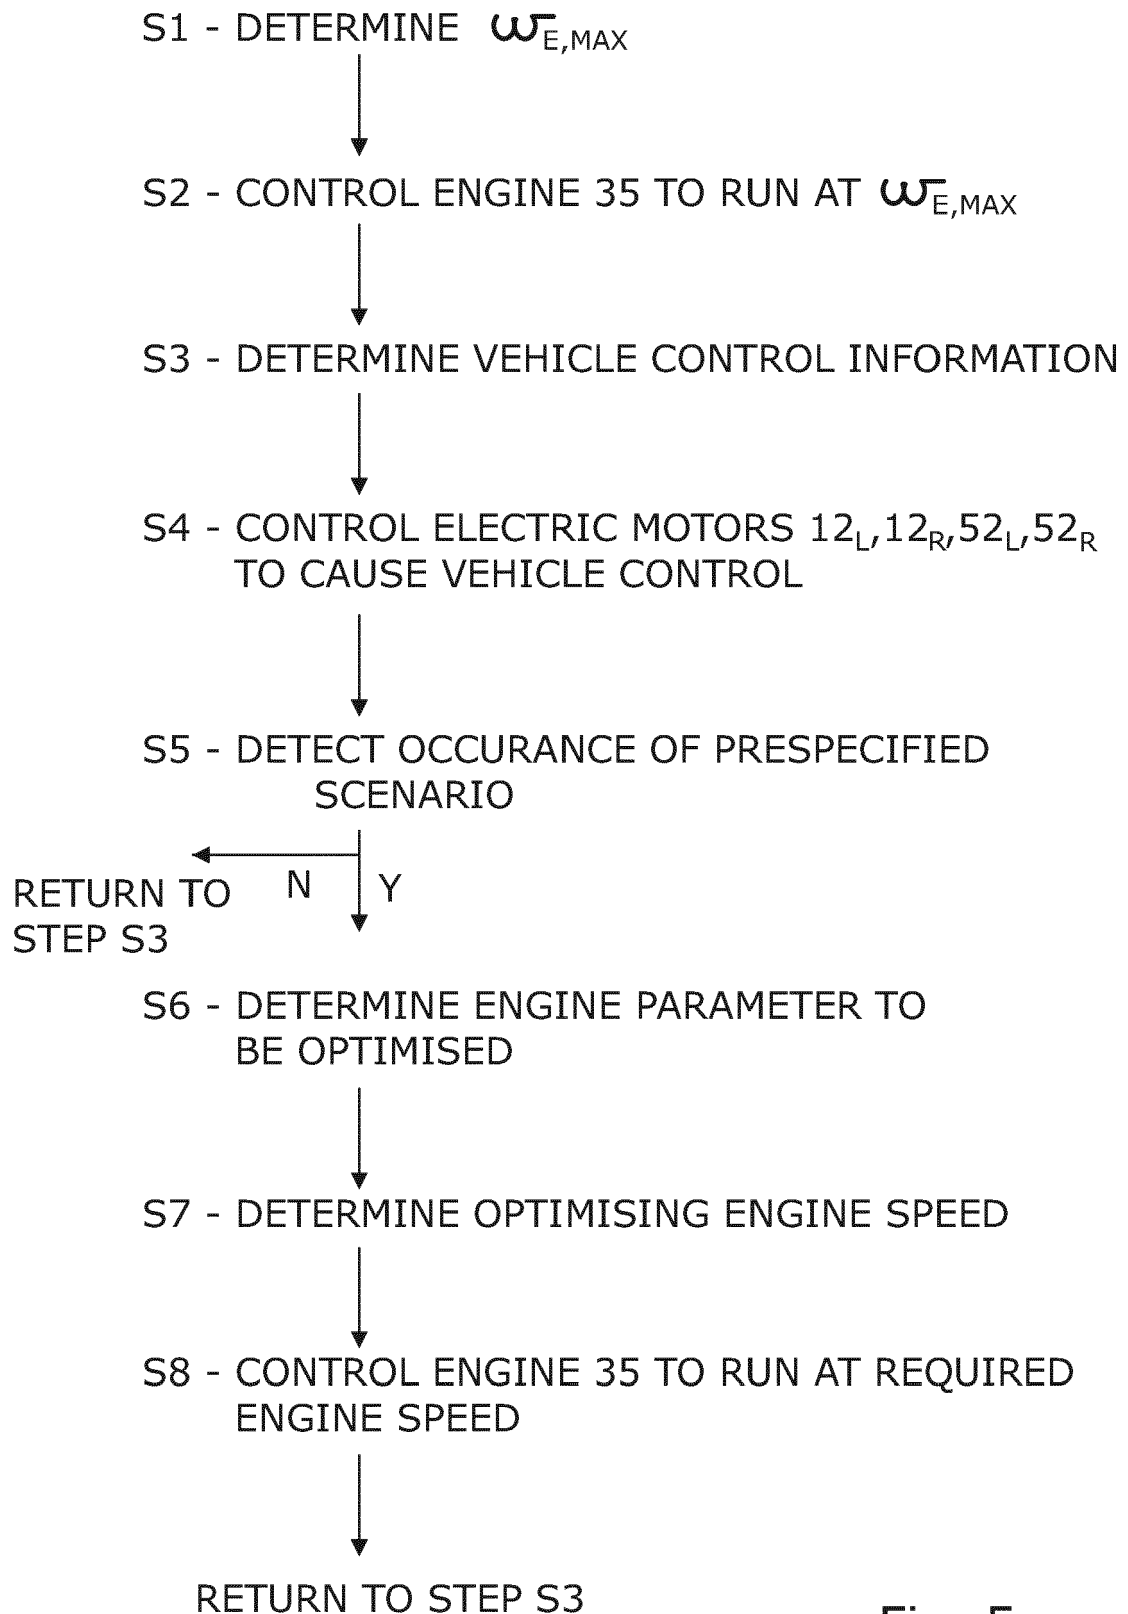 S1 - DETERMINE ϖE,MAX
S2 - CONTROL ENGINE 35 TO RUN AT ϖE,MAX
S3 - DETERMINE VEHICLE CONTROL INFORMATION
S4 - CONTROL ELECTRIC MOTORS 12L,12R,52L,52R
TO CAUSE VEHICLE CONTROL
S5 - DETECT OCCURANCE OF PRESPECIFIED
SCENARIO
N Y
RETURN TO
STEP S3
S6 - DETERMINE ENGINE PARAMETER TO
BE OPTIMISED
S7 - DETERMINE OPTIMISING ENGINE SPEED
S8 - CONTROL ENGINE 35 TO RUN AT REQUIRED
ENGINE SPEED
RETURN TO STEP S3